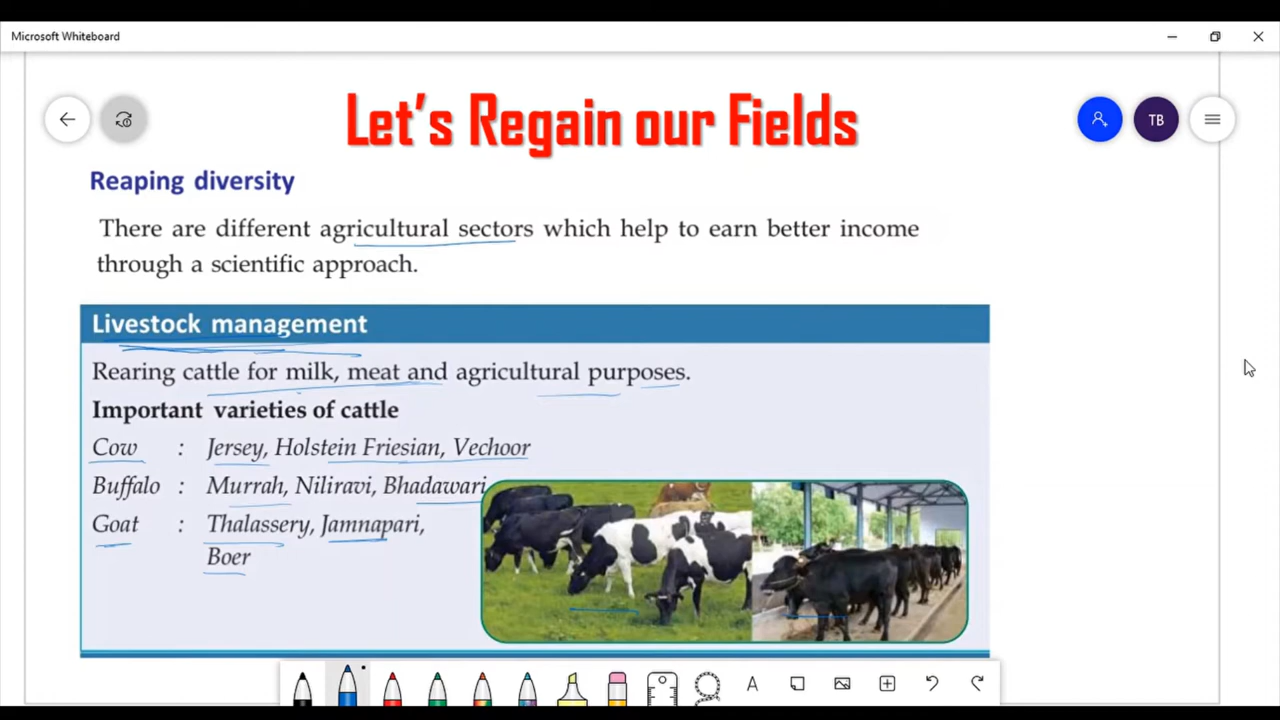 Microsoft Whiteboard
Let's Regain our Fields
TB
Reaping diversity
There are different agricultural sectors which help to earn better income
through a scientific approach.
Livestock management
Rearing cattle for milk, meat and agricultural purposes.
Important varieties of cattle
Cow : Jersey, Holstein Friesian, Vechoor
Buffalo : Murrah, Niliravi, Bhadawari
Goat : Thalassery, Jamnapari,
Boer
A